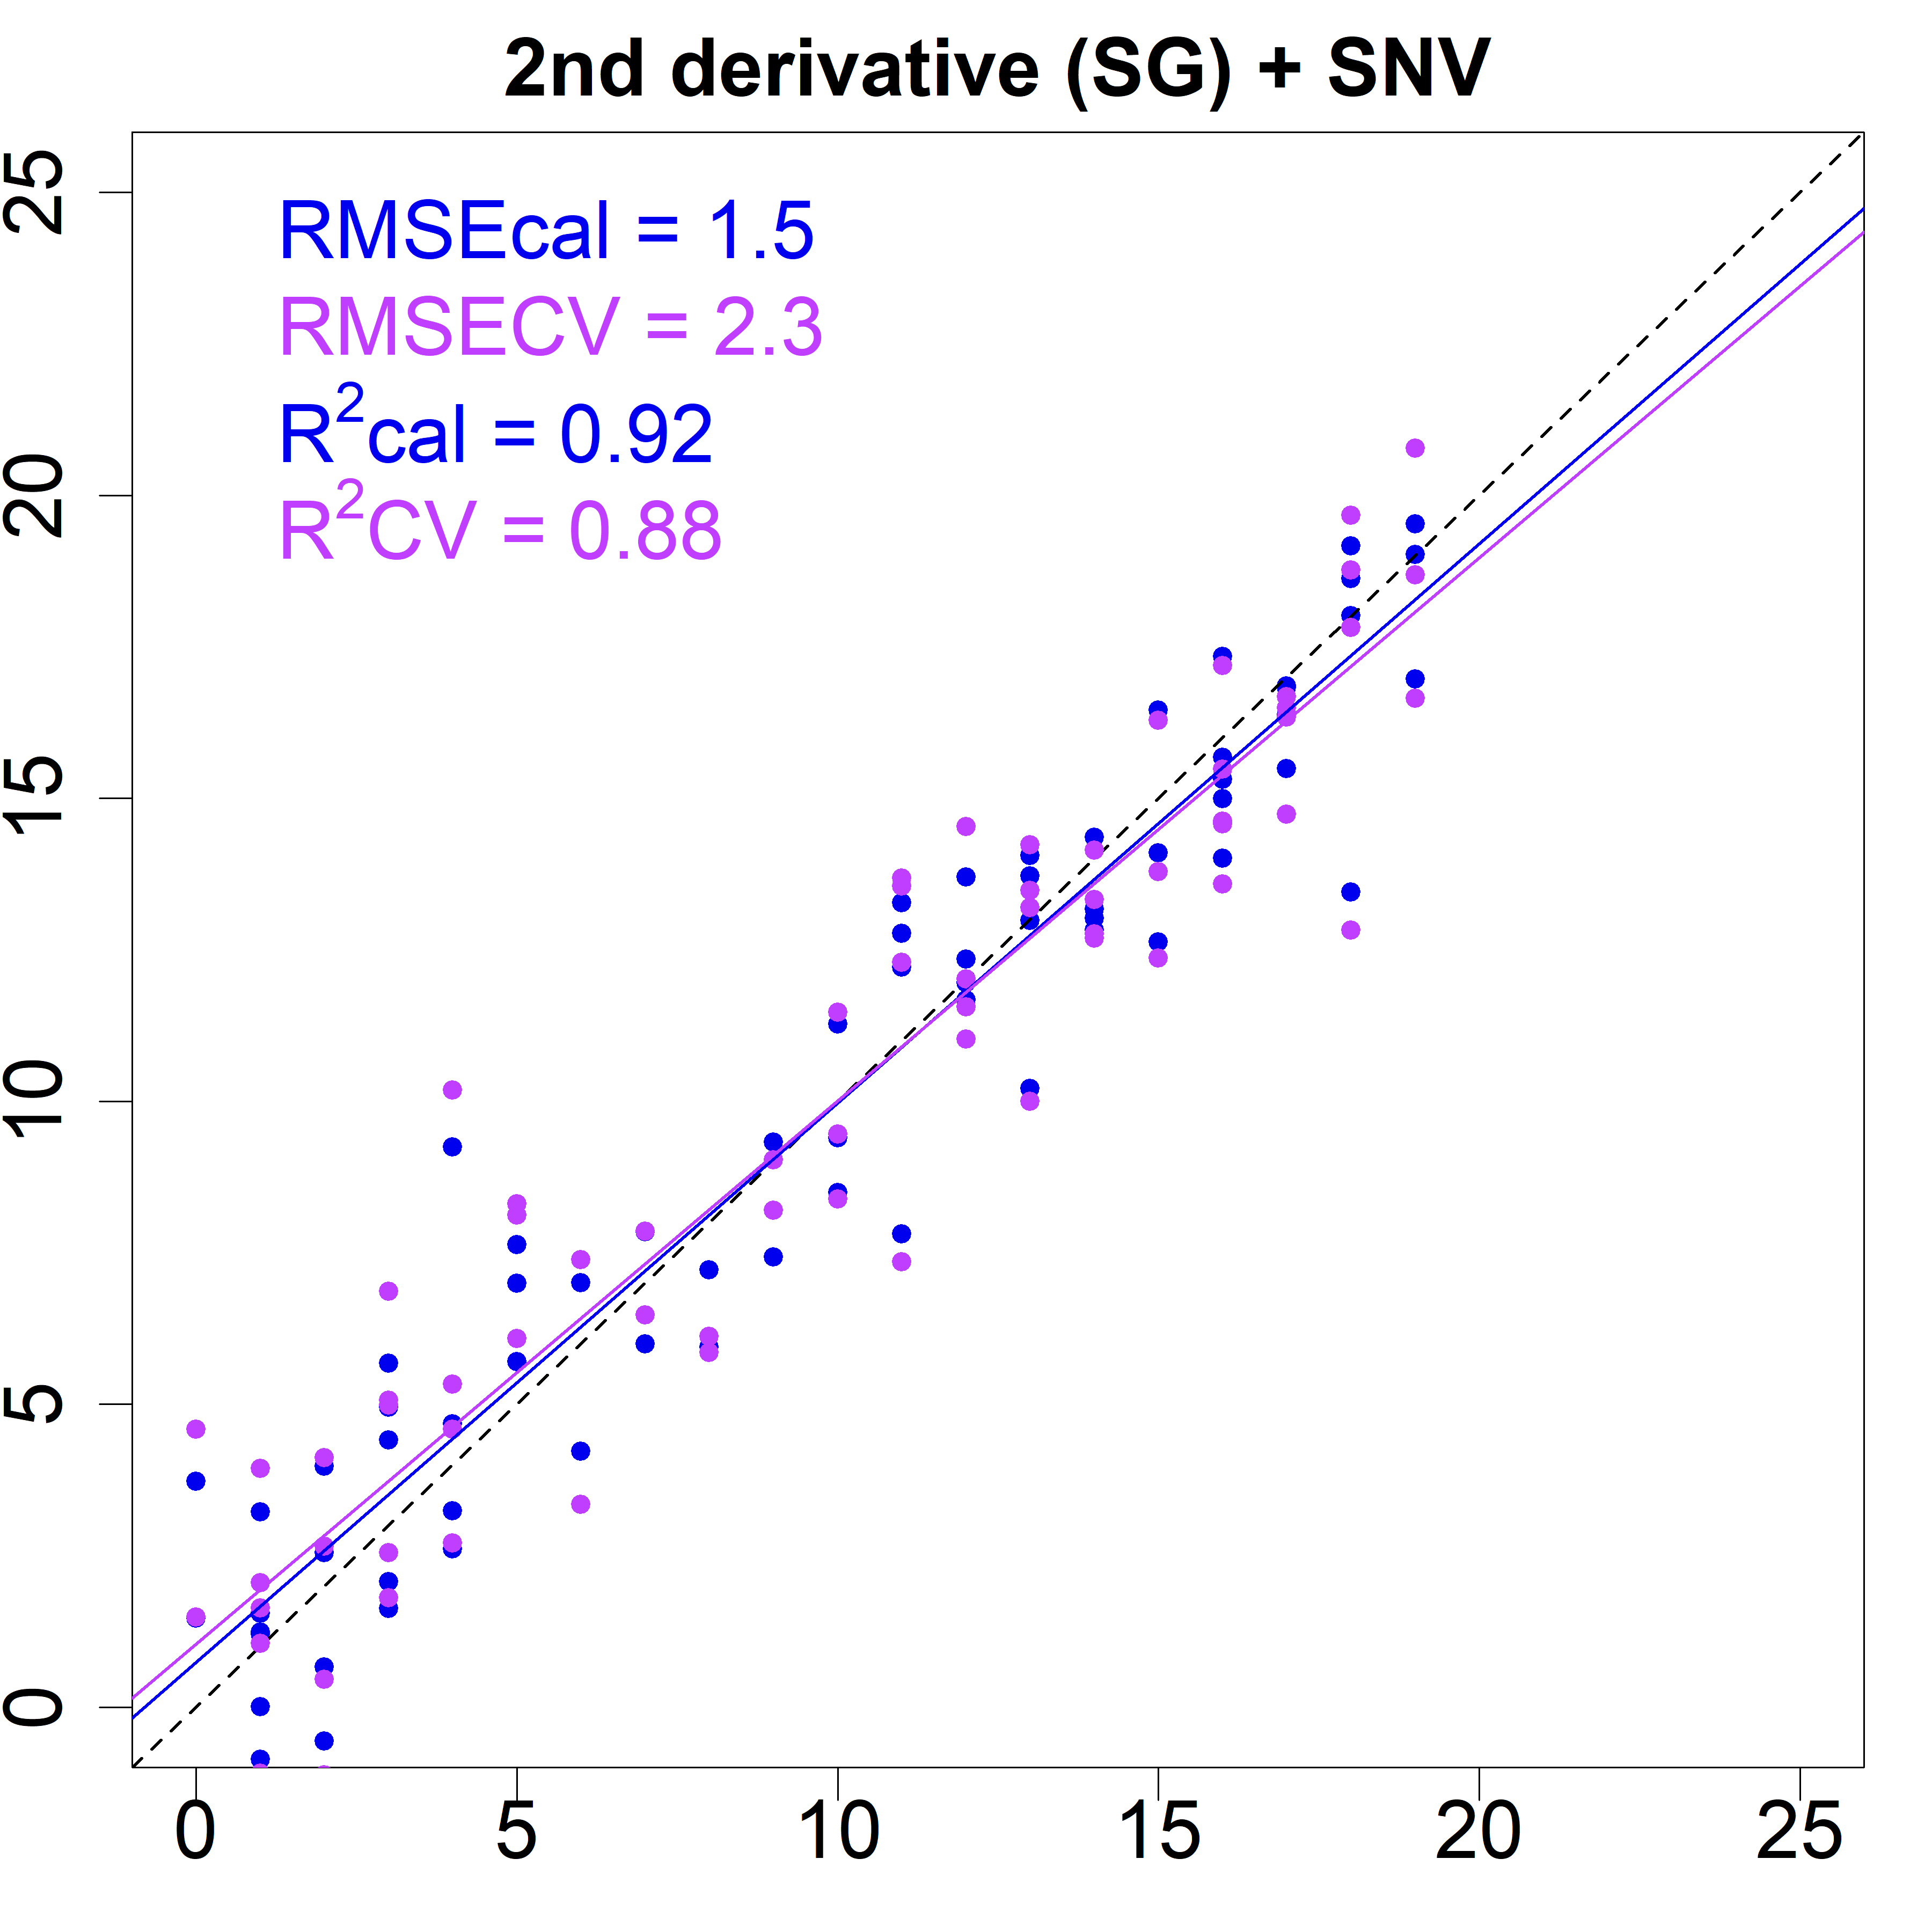 2nd derivative (SG) + SNV
RMSEcal = 1.5
RMSECV = 2.3
R²cal = 0.92
R²CV = 0.88
25
20
15
10
5
0
0 5 10 15 20 25